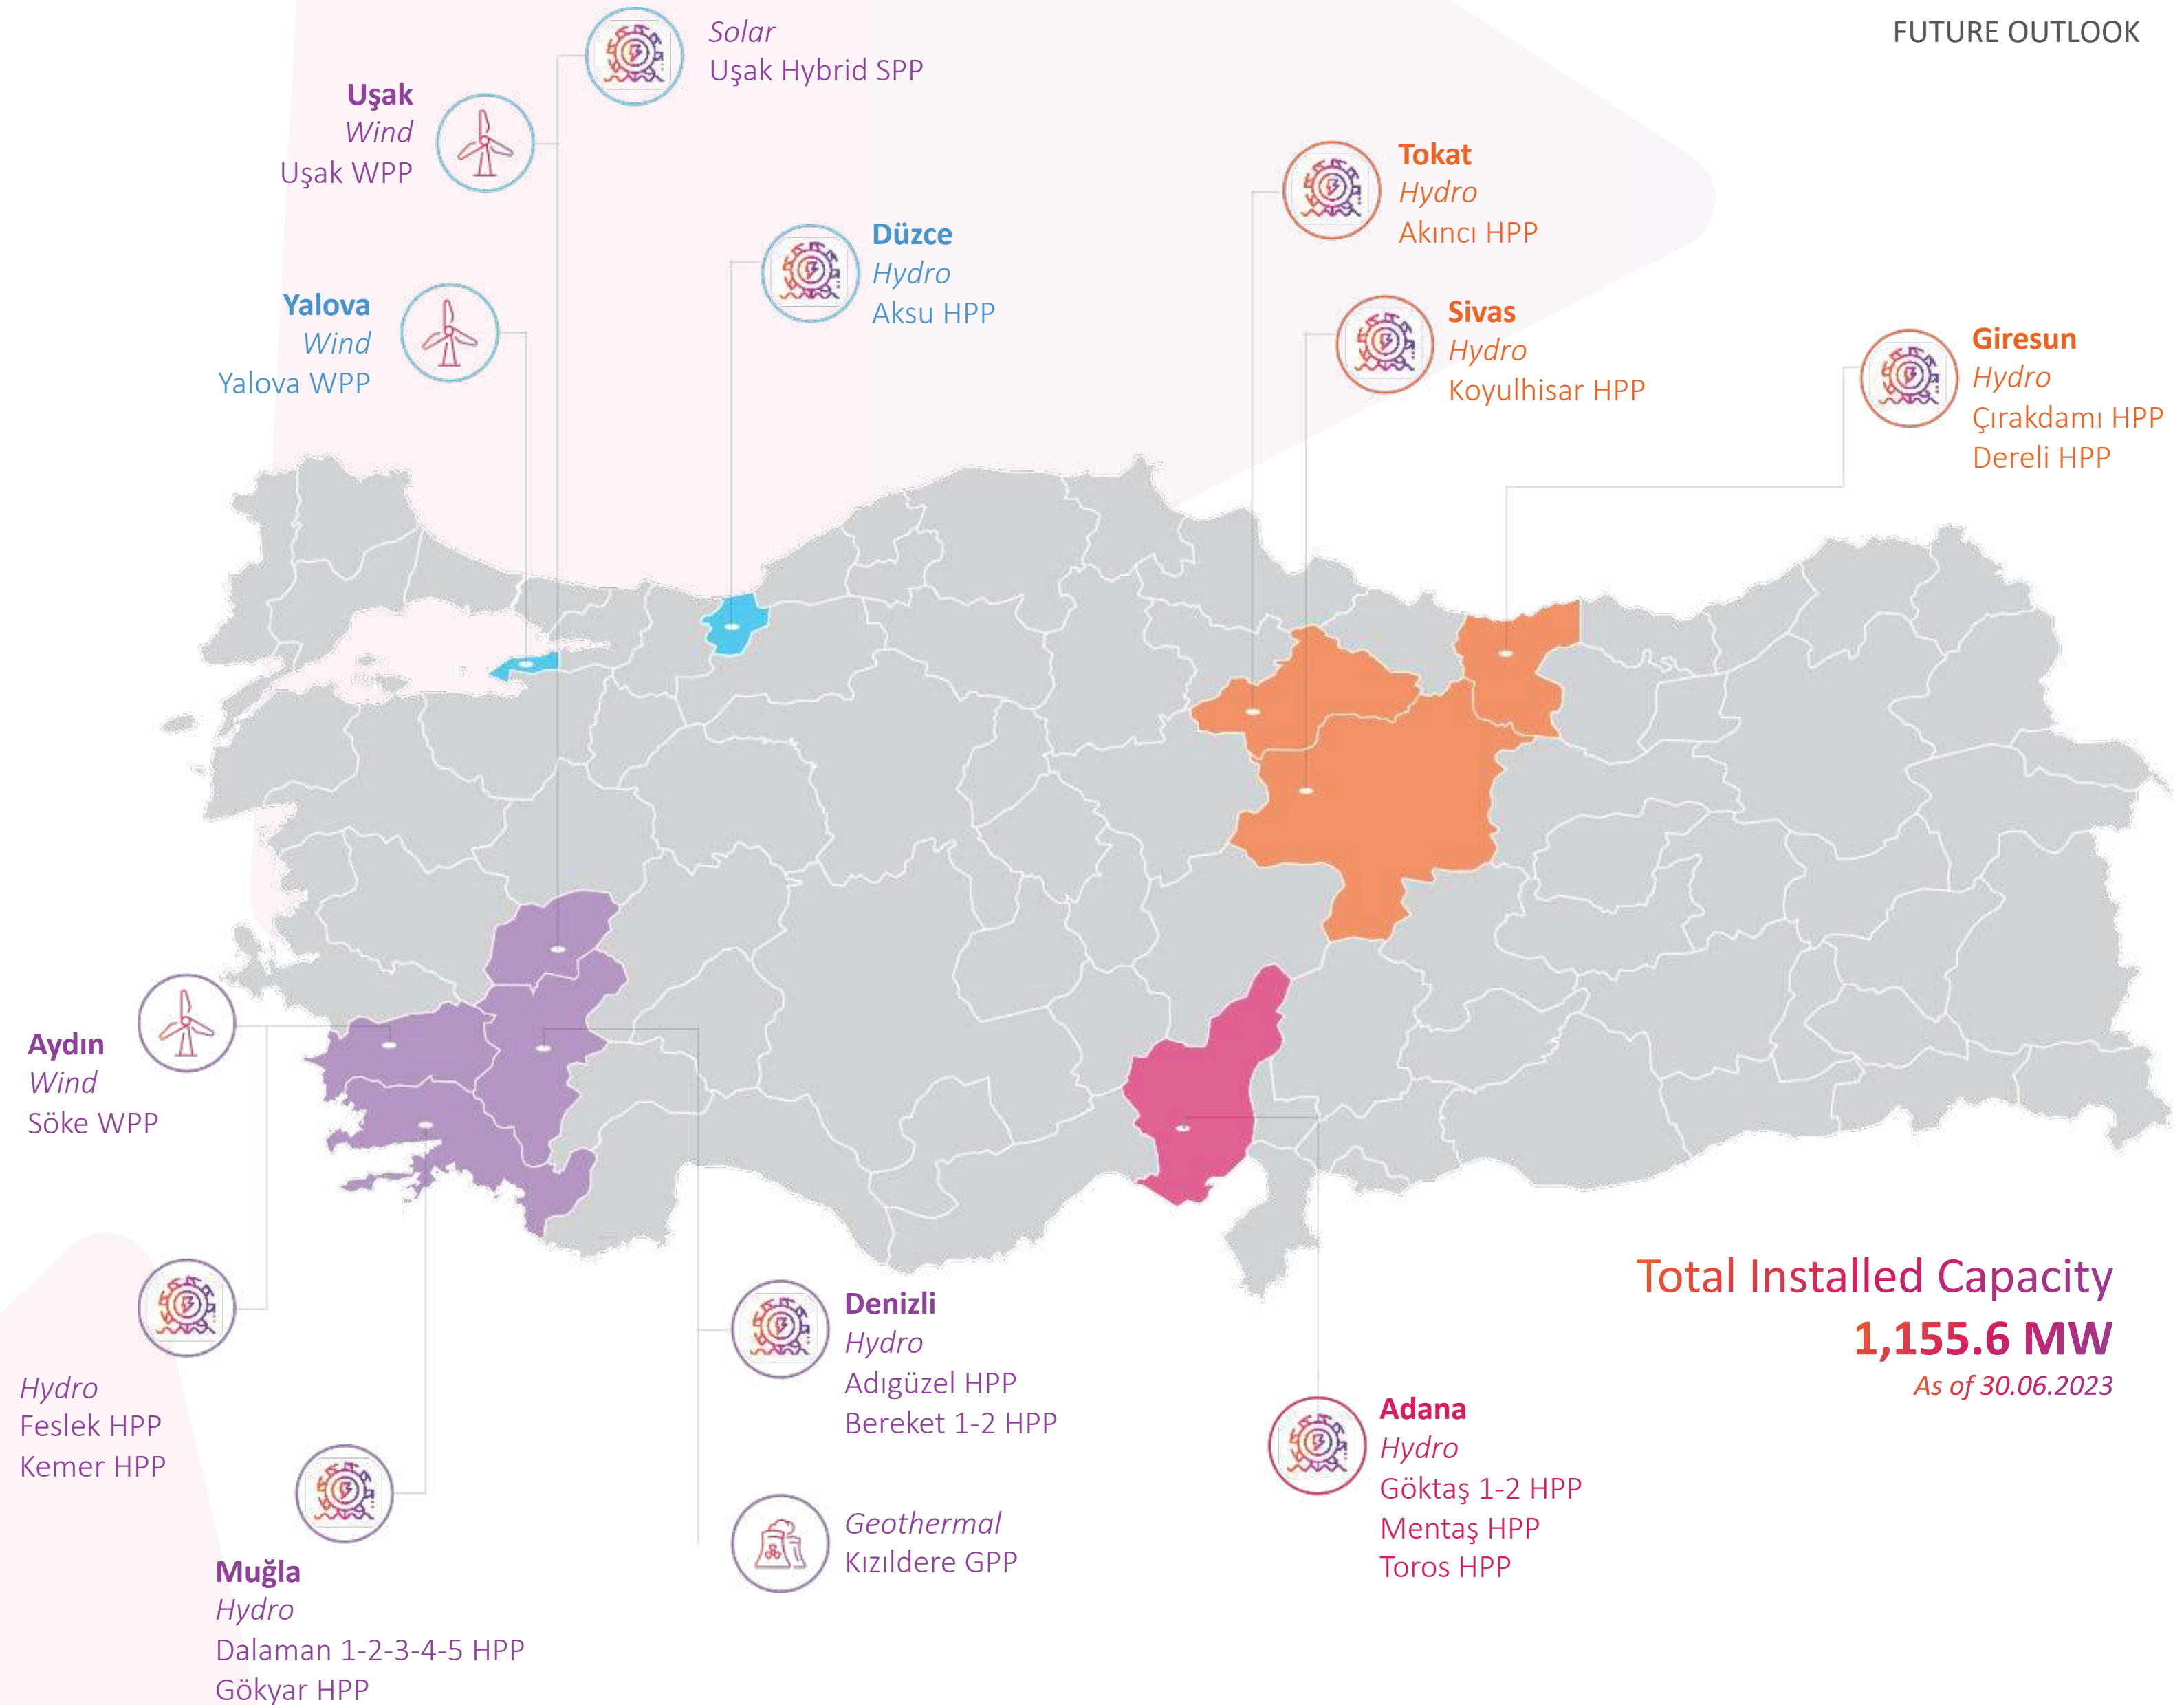 FUTURE OUTLOOK
Solar
Uşak Hybrid SPP
Uşak
Wind
Uşak WPP
Tokat
Hydro
Akıncı HPP
Düzce
Hydro
Aksu HPP
Yalova
Wind
Yalova WPP
Sivas
Hydro
Koyulhisar HPP
Giresun
Hydro
Çırakdamı HPP
Dereli HPP
Aydın
Wind
Söke WPP
Hydro
Feslek HPP
Kemer HPP
Muğla
Hydro
Dalaman 1-2-3-4-5 HPP
Gökyar HPP
Denizli
Hydro
Adıgüzel HPP
Bereket 1-2 HPP
Geothermal
Kızıldere GPP
Adana
Hydro
Göktaş 1-2 HPP
Mentaş HPP
Toros HPP
Total Installed Capacity
1,155.6 MW
As of 30.06.2023